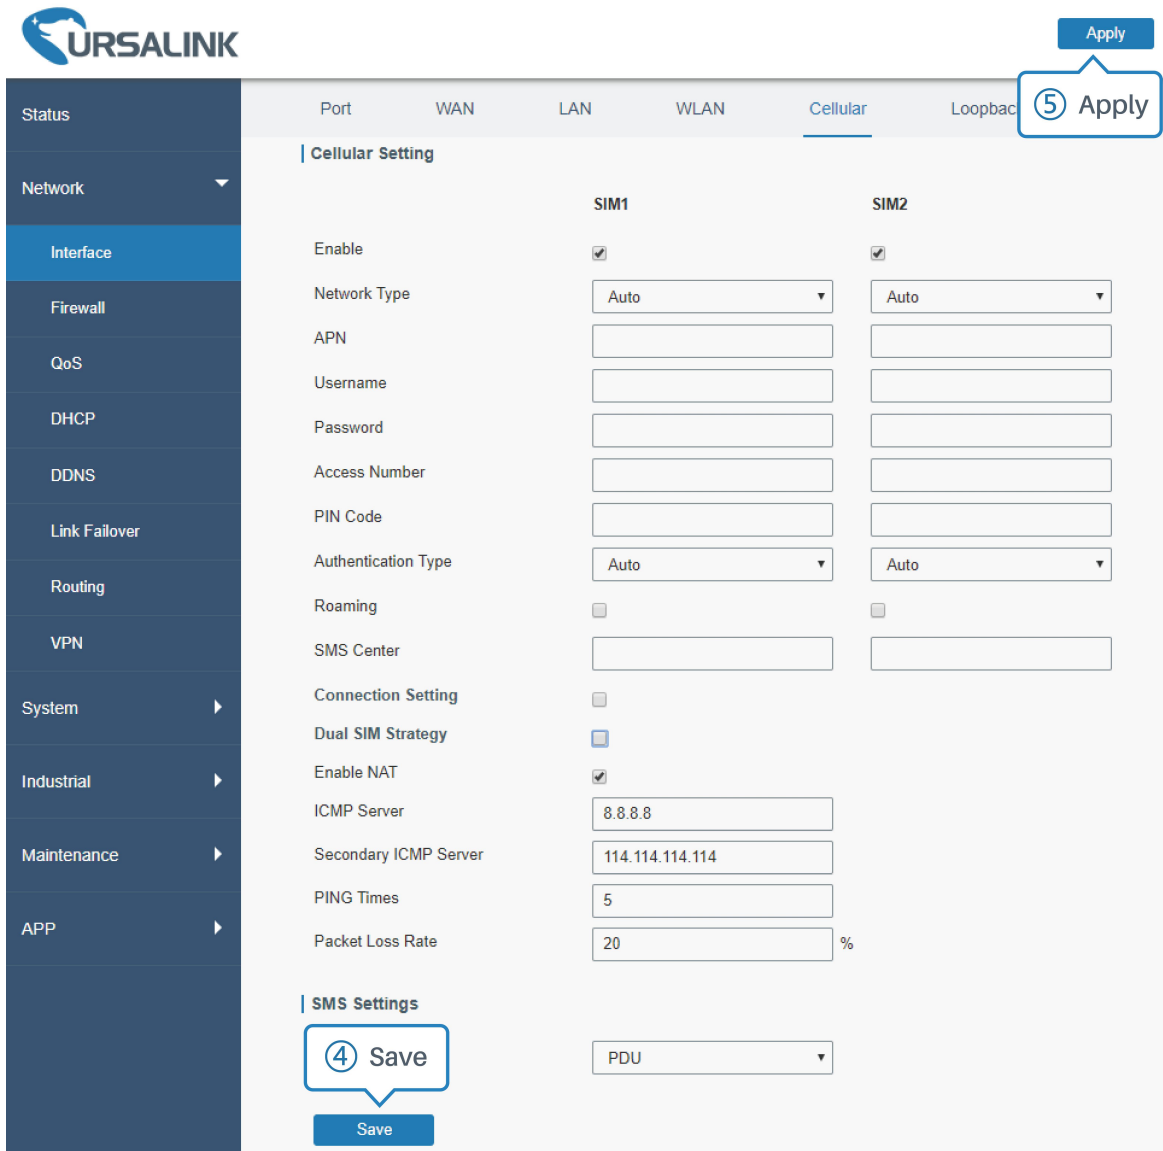 URSALINK
Apply
⑤ Apply
Status
Network
Interface
Firewall
QoS
DHCP
DDNS
Link Failover
Routing
VPN
System
Industrial
Maintenance
APP
Port WAN LAN WLAN Cellular Loopbac
Cellular Setting
SIM1 SIM2
Enable
Network Type Auto Auto
APN
Username
Password
Access Number
PIN Code
Authentication Type Auto Auto
Roaming
SMS Center
Connection Setting
Dual SIM Strategy
Enable NAT
ICMP Server 8.8.8.8
Secondary ICMP Server 114.114.114.114
PING Times 5
Packet Loss Rate 20 %
SMS Settings
④ Save
PDU
Save